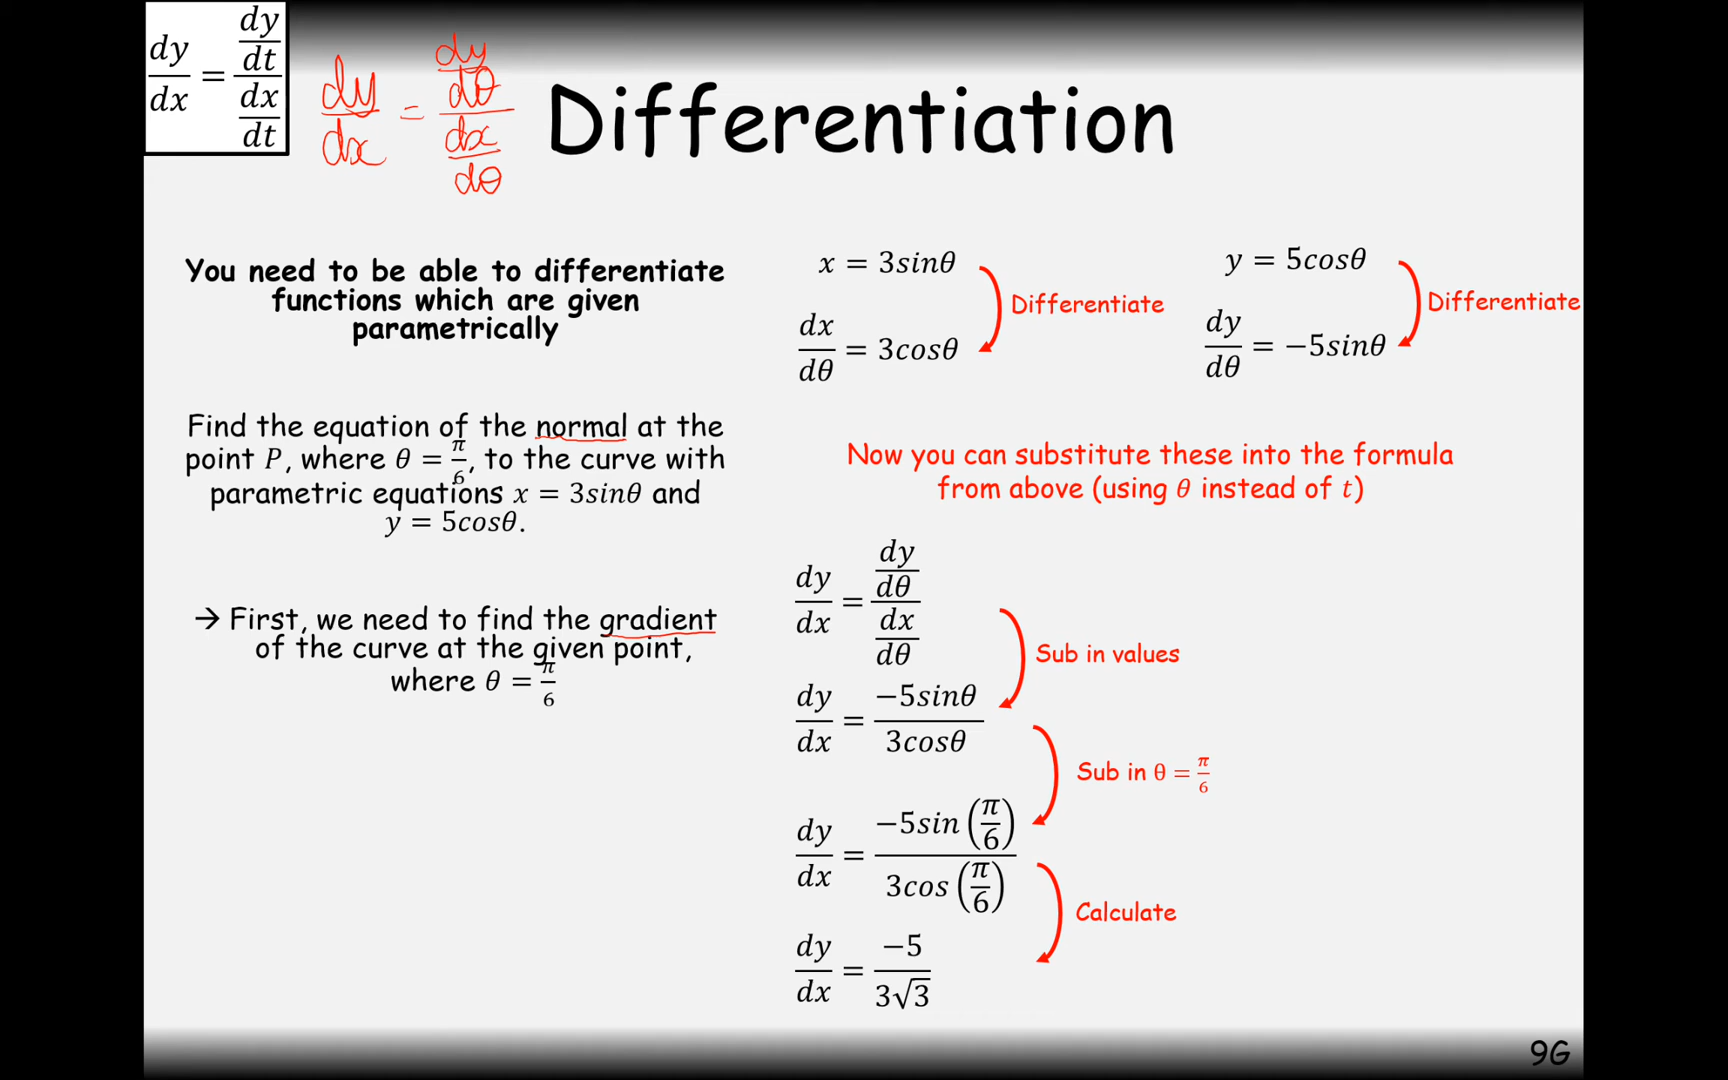 dy/dx = (dy/dt)/(dx/dt)
dy/dx = (dy/dθ)/(dx/dθ)
Differentiation
You need to be able to differentiate
functions which are given
parametrically
Find the equation of the normal at the
point P, where θ = π/6, to the curve with
parametric equations x = 3sinθ and
y = 5cosθ.
→ First, we need to find the gradient
of the curve at the given point,
where θ = π/6
x = 3sinθ
Differentiate
dx/dθ = 3cosθ
y = 5cosθ
Differentiate
dy/dθ = −5sinθ
Now you can substitute these into the formula
from above (using θ instead of t)
dy/dx = (dy/dθ)/(dx/dθ)
Sub in values
dy/dx = −5sinθ/3cosθ
Sub in θ = π/6
dy/dx = −5sin(π/6)/3cos(π/6)
Calculate
dy/dx = −5/3√3
9G